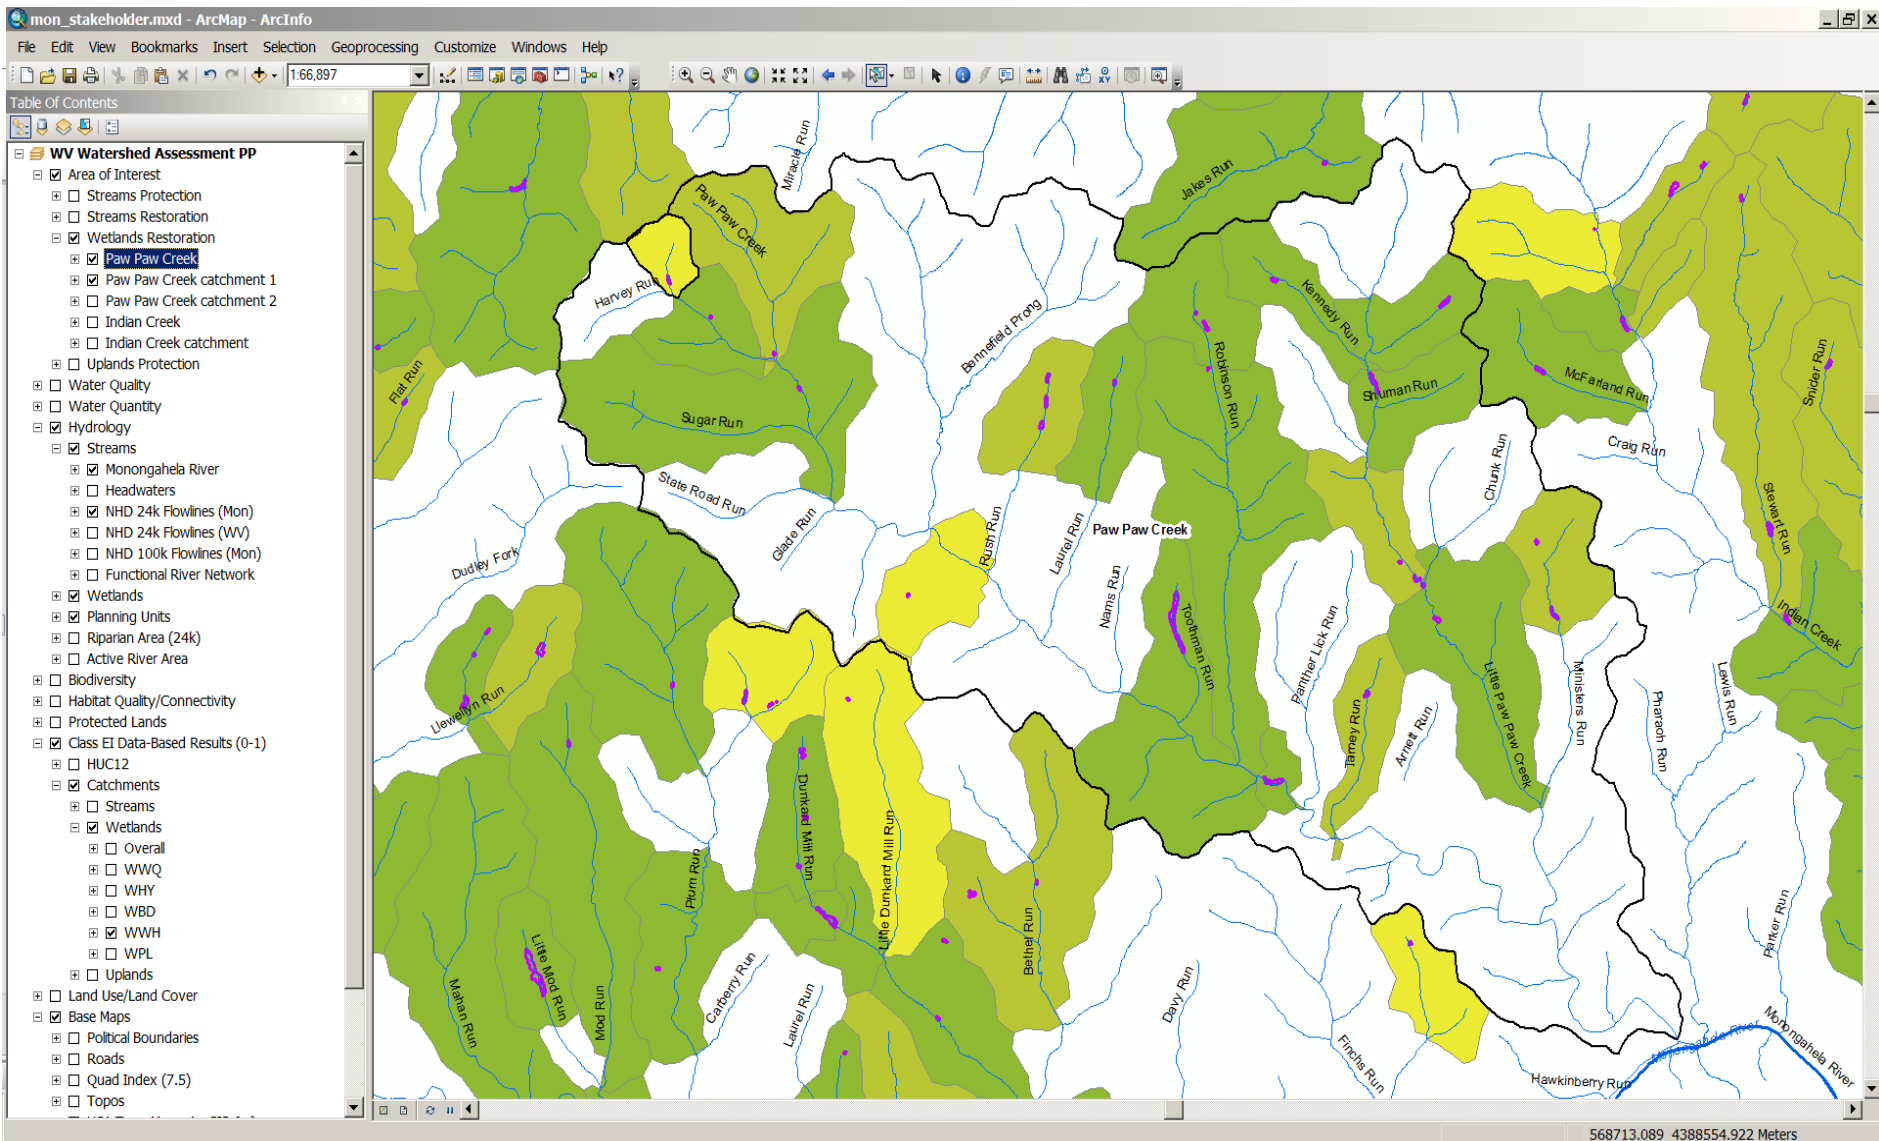 mon_stakeholder.mxd - ArcMap - ArcInfo
File Edit View Bookmarks Insert Selection Geoprocessing Customize Windows Help
1:66,897
Table Of Contents
WV Watershed Assessment PP
Area of Interest
Streams Protection
Streams Restoration
Wetlands Restoration
Paw Paw Creek
Paw Paw Creek catchment 1
Paw Paw Creek catchment 2
Indian Creek
Indian Creek catchment
Uplands Protection
Water Quality
Water Quantity
Hydrology
Streams
Monongahela River
Headwaters
NHD 24k Flowlines (Mon)
NHD 24k Flowlines (WV)
NHD 100k Flowlines (Mon)
Functional River Network
Wetlands
Planning Units
Riparian Area (24k)
Active River Area
Biodiversity
Habitat Quality/Connectivity
Protected Lands
Class EI Data-Based Results (0-1)
HUC12
Catchments
Streams
Wetlands
Overall
WWQ
WHY
WBD
WWH
WPL
Uplands
Land Use/Land Cover
Base Maps
Political Boundaries
Roads
Quad Index (7.5)
Topos
Miracle Run
Jakes Run
Paw Paw Creek
Harvey Run
Bennefield Prong
Kennedy Run
Robinson Run
Shuman Run
McFarland Run
Snider Run
Flat Run
Sugar Run
Craig Run
Chunk Run
State Road Run
Glade Run
Rush Run
Laurel Run
Paw Paw Creek
Stewart Run
Dudley Fork
Nams Run
Toothman Run
Panther Lick Run
Indian Creek
Llewellyn Run
Tarney Run
Arnett Run
Little Paw Paw Creek
Ministers Run
Pharaoh Run
Lewis Run
Dunkard Mill Run
Little Dunkard Mill Run
Plum Run
Bethel Run
Parker Run
Mahan Run
Little Mod Run
Mod Run
Carberry Run
Laurel Run
Davy Run
Finchs Run
Hawkinberry Run
Monongahela River
Monongahela River
568713.089 4388554.922 Meters